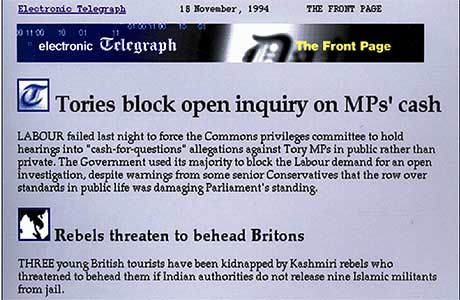 Electronic Telegraph 15 November, 1994 THE FRONT PAGE
electronic Telegraph The Front Page
Tories block open inquiry on MPs' cash
LABOUR failed last night to force the Commons privileges committee to hold
hearings into "cash-for-questions" allegations against Tory MPs in public rather than
private. The Government used its majority to block the Labour demand for an open
investigation, despite warnings from some senior Conservatives that the row over
standards in public life was damaging Parliament's standing.
Rebels threaten to behead Britons
THREE young British tourists have been kidnapped by Kashmiri rebels who
threatened to behead them if Indian authorities do not release nine Islamic militants
from jail.